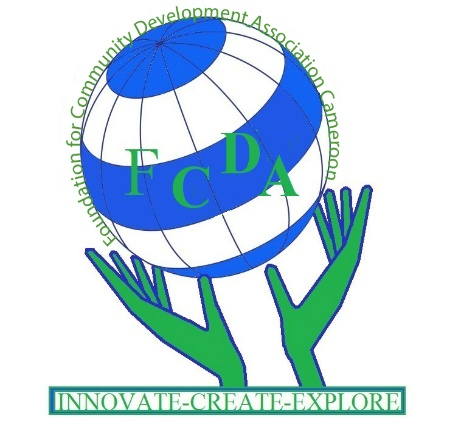 Foundation for Community Development Association Cameroon
FCDA
INNOVATE-CREATE-EXPLORE